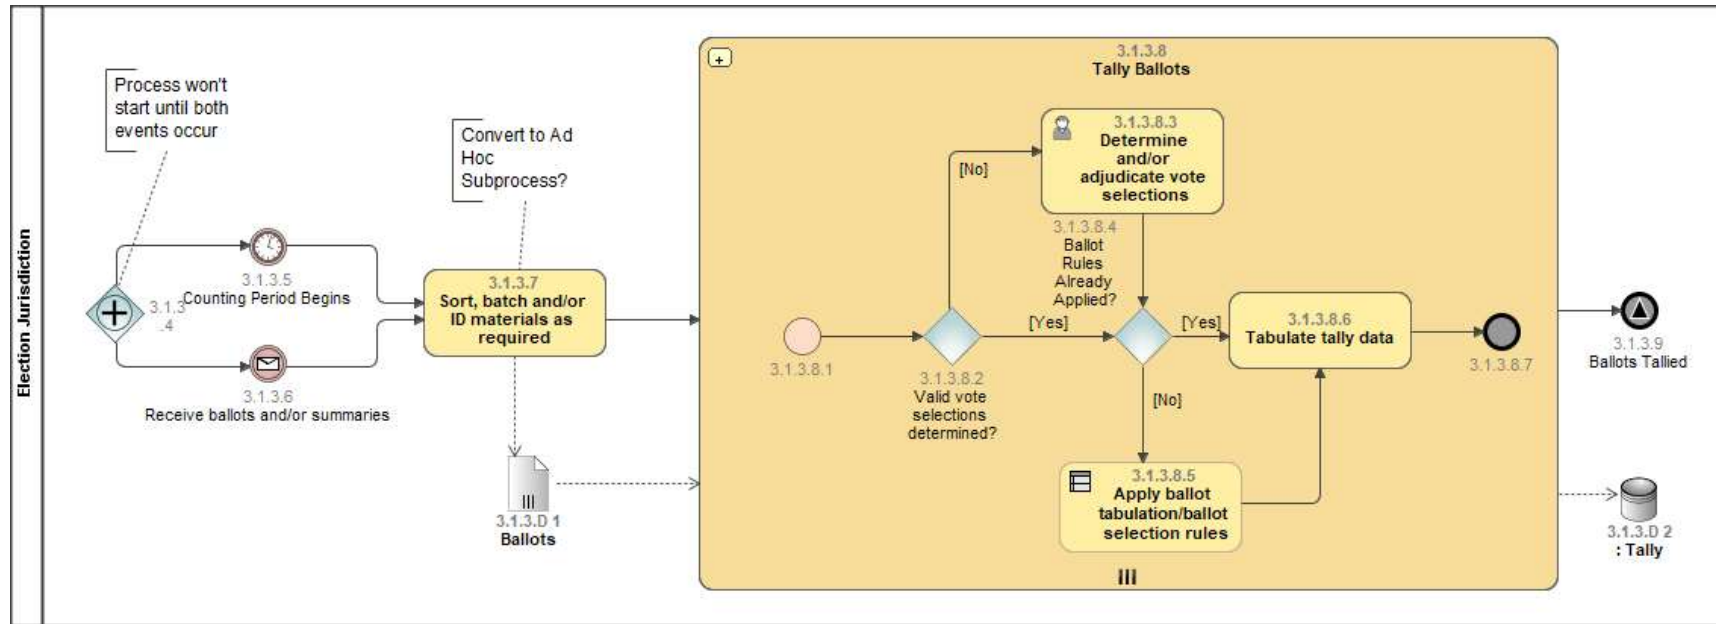 Election Jurisdiction
Process won't
start until both
events occur
3.1.3
.4
3.1.3.5
Counting Period Begins
3.1.3.6
Receive ballots and/or summaries
Convert to Ad
Hoc
Subprocess?
3.1.3.7
Sort, batch and/or
ID materials as
required
3.1.3.D 1
Ballots
3.1.3.8
Tally Ballots
3.1.3.8.1
3.1.3.8.2
Valid vote
selections
determined?
[No]
[Yes]
3.1.3.8.3
Determine
and/or
adjudicate vote
selections
3.1.3.8.4
Ballot
Rules
Already
Applied?
[Yes]
[No]
3.1.3.8.5
Apply ballot
tabulation/ballot
selection rules
3.1.3.8.6
Tabulate tally data
3.1.3.8.7
3.1.3.9
Ballots Tallied
3.1.3.D 2
: Tally